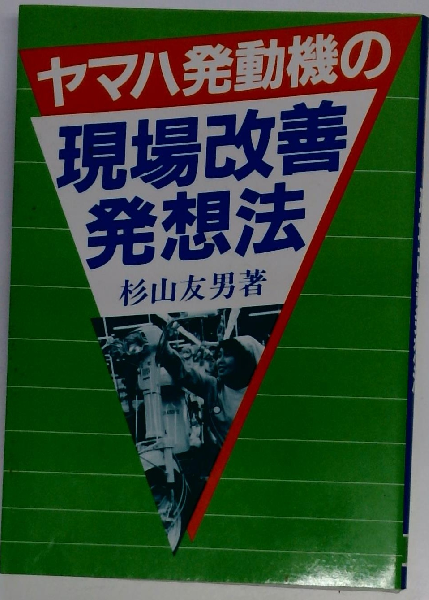 ヤマハ発動機の
現場改善
発想法
杉山友男著